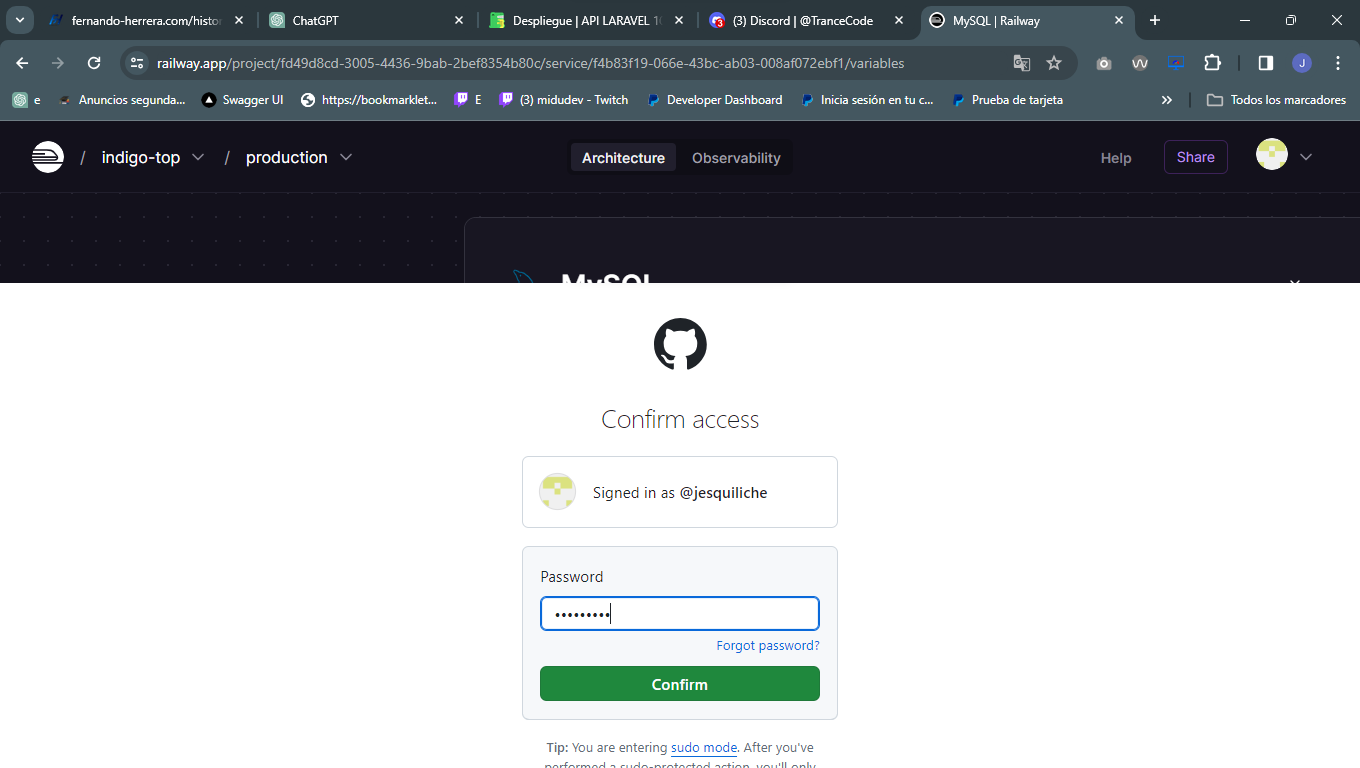 fernando-herrera.com/histor
ChatGPT
Despliegue | API LARAVEL 10
(3) Discord | @TranceCode
MySQL | Railway
railway.app/project/fd49d8cd-3005-4436-9bab-2bef8354b80c/service/f4b83f19-066e-43bc-ab03-008af072ebf1/variables
J
e
Anuncios segunda...
Swagger UI
https://bookmarklet...
E
(3) midudev - Twitch
Developer Dashboard
Inicia sesión en tu c...
Prueba de tarjeta
»
Todos los marcadores
/ indigo-top / production
Architecture
Observability
Help
Share
MySQL
Confirm access
Signed in as @jesquiliche
Password
•••••••••
Forgot password?
Confirm
Tip: You are entering sudo mode. After you've
performed a sudo-protected action, you'll only